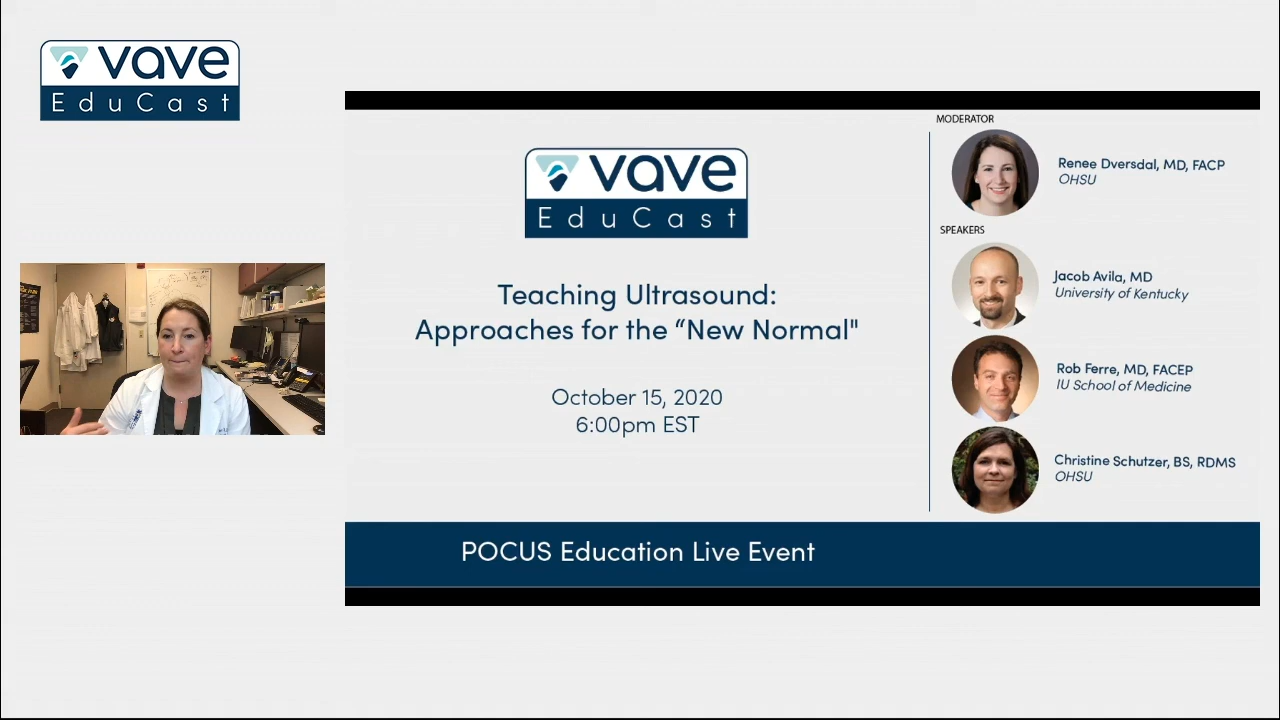 vave
EduCast
vave
EduCast
Teaching Ultrasound:
Approaches for the “New Normal"
October 15, 2020
6:00pm EST
MODERATOR
Renee Dversdal, MD, FACP
OHSU
SPEAKERS
Jacob Avila, MD
University of Kentucky
Rob Ferre, MD, FACEP
IU School of Medicine
Christine Schutzer, BS, RDMS
OHSU
POCUS Education Live Event